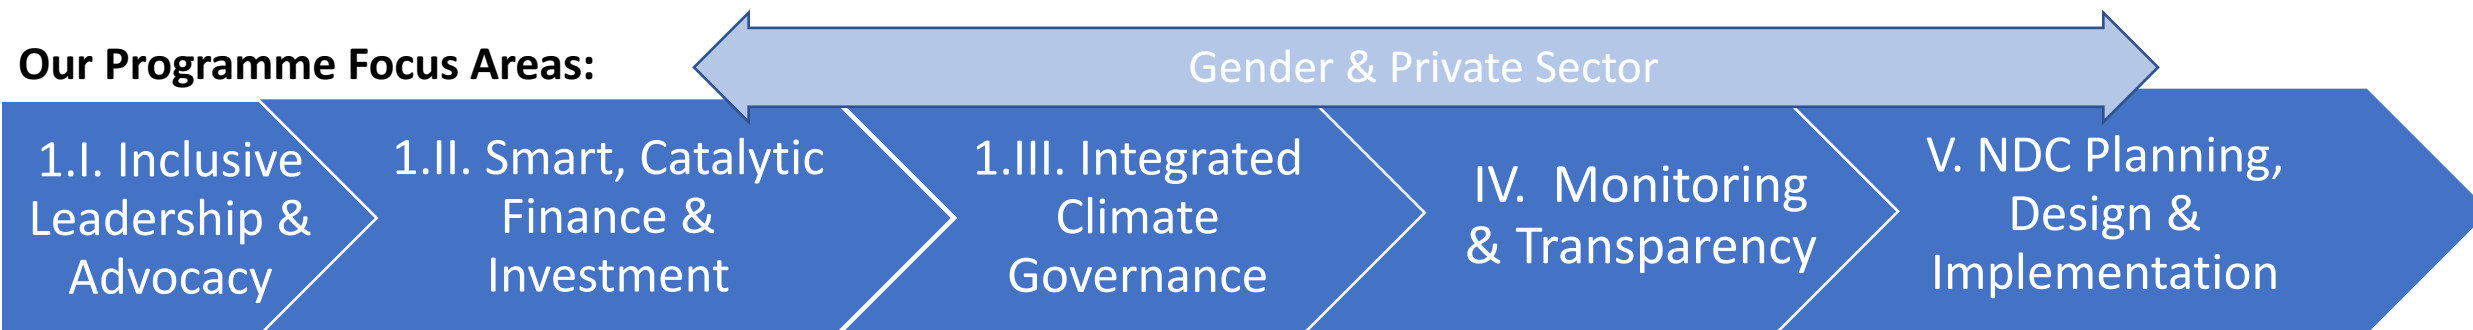 Our Programme Focus Areas:
Gender & Private Sector
1.I. Inclusive
Leadership &
Advocacy
1.II. Smart, Catalytic
Finance &
Investment
1.III. Integrated
Climate
Governance
IV.  Monitoring
& Transparency
V. NDC Planning,
Design &
Implementation